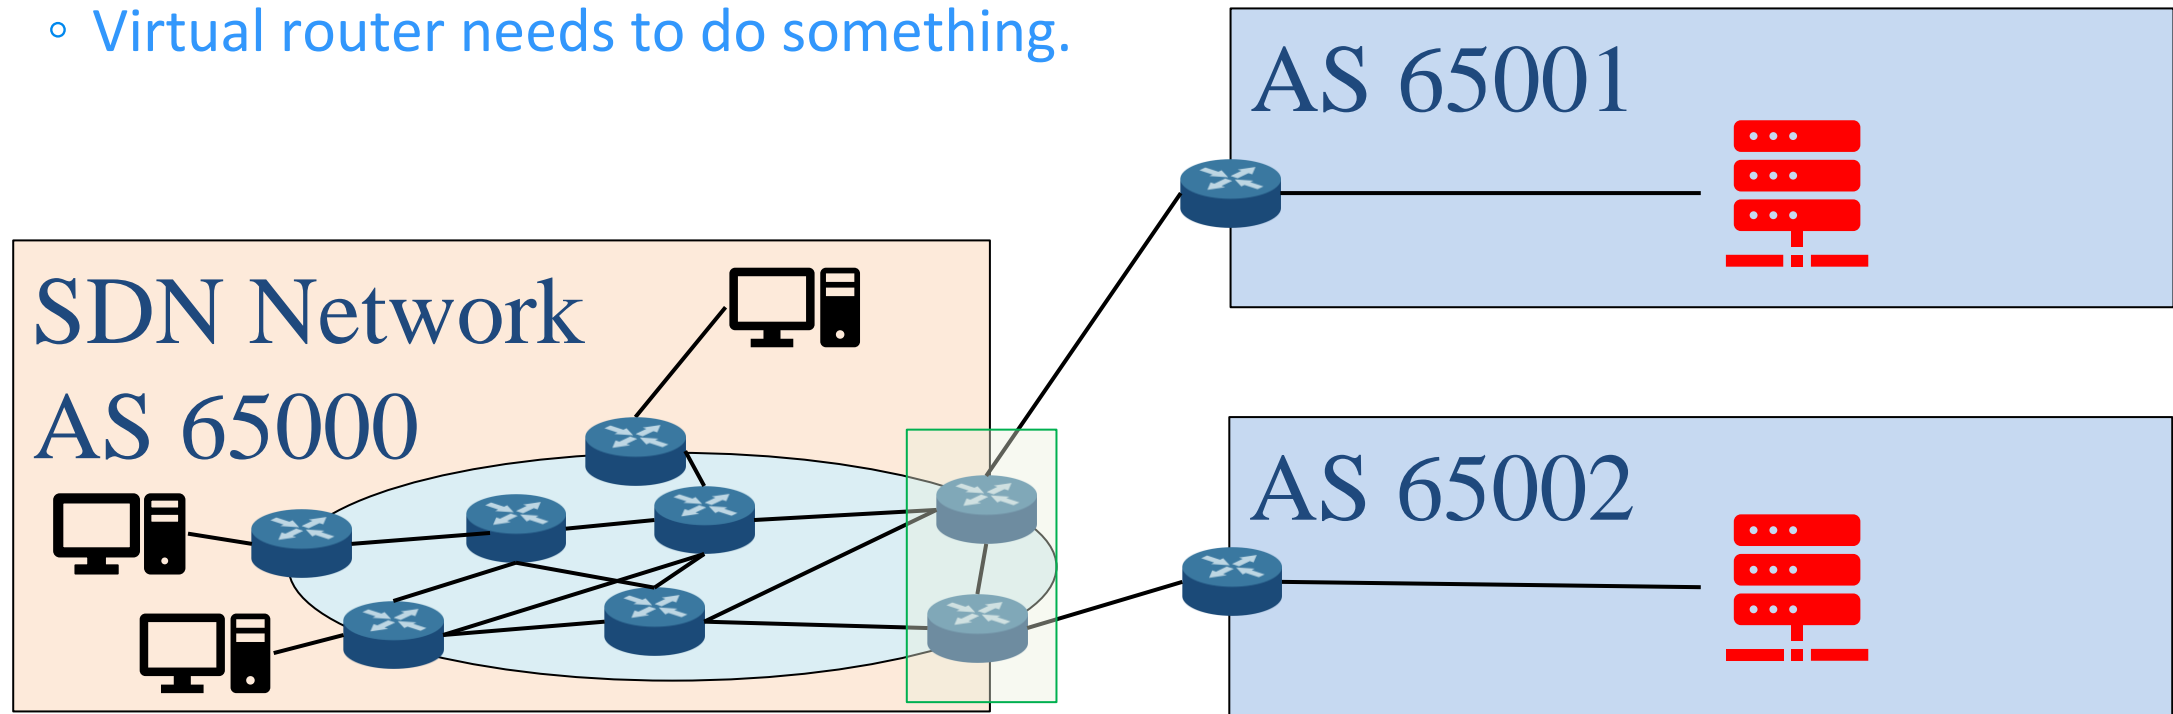 ◦ Virtual router needs to do something.
AS 65001
SDN Network
AS 65000
AS 65002